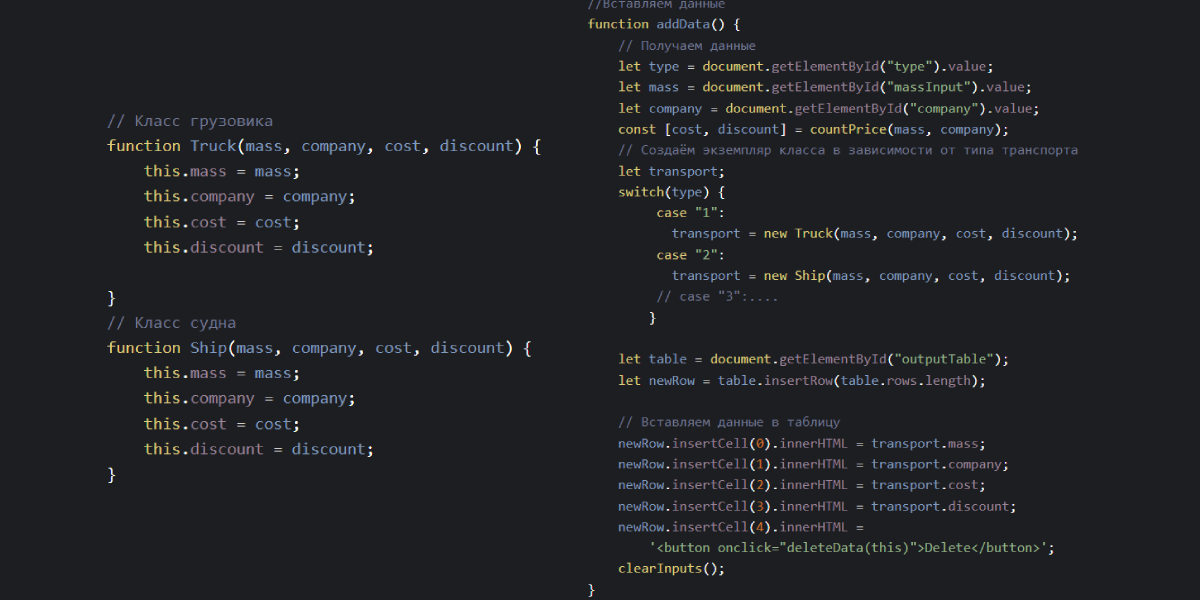 // Класс грузовика
function Truck(mass, company, cost, discount) {
this.mass = mass;
this.company = company;
this.cost = cost;
this.discount = discount;
}
// Класс судна
function Ship(mass, company, cost, discount) {
this.mass = mass;
this.company = company;
this.cost = cost;
this.discount = discount;
}
//Вставляем данные
function addData() {
// Получаем данные
let type = document.getElementById("type").value;
let mass = document.getElementById("massInput").value;
let company = document.getElementById("company").value;
const [cost, discount] = countPrice(mass, company);
// Создаём экземпляр класса в зависимости от типа транспорта
let transport;
switch(type) {
case "1":
transport = new Truck(mass, company, cost, discount);
case "2":
transport = new Ship(mass, company, cost, discount);
// case "3":....
}
let table = document.getElementById("outputTable");
let newRow = table.insertRow(table.rows.length);
// Вставляем данные в таблицу
newRow.insertCell(0).innerHTML = transport.mass;
newRow.insertCell(1).innerHTML = transport.company;
newRow.insertCell(2).innerHTML = transport.cost;
newRow.insertCell(3).innerHTML = transport.discount;
newRow.insertCell(4).innerHTML =
'<button onclick="deleteData(this)">Delete</button>';
clearInputs();
}